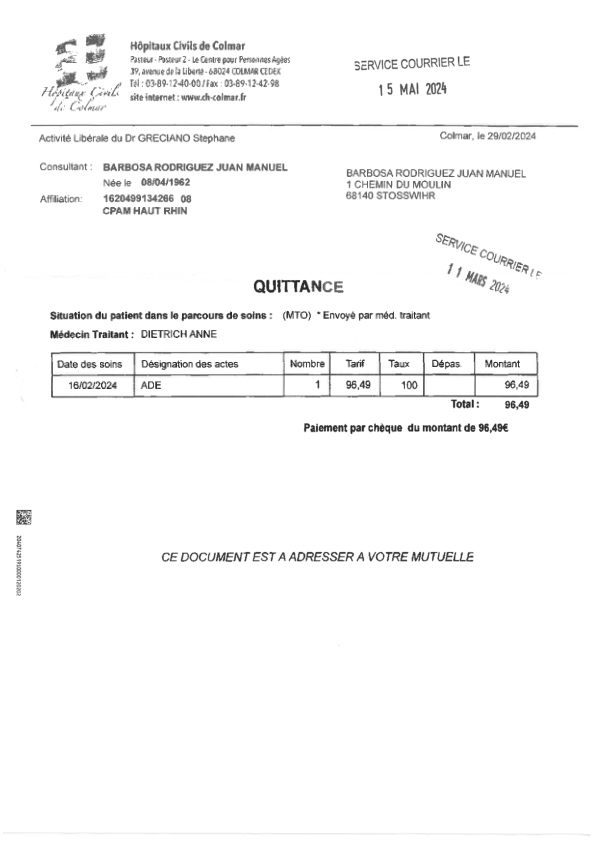 Hôpitaux Civils de Colmar
Pasteur - Pasteur 2 - Le Centre pour Personnes Agées
39, avenue de la Liberté - 68024 COLMAR CEDEX
Tél : 03-89-12-40-00 / Fax : 03-89-12-42-98
site internet : www.ch-colmar.fr
Hôpitaux Civils
de Colmar
SERVICE COURRIER LE
15 MAI 2024
Activité Libérale du Dr GRECIANO Stephane
Colmar, le 29/02/2024
Consultant : BARBOSA RODRIGUEZ JUAN MANUEL
Née le 08/04/1962
Affiliation: 1620499134266 08
CPAM HAUT RHIN
BARBOSA RODRIGUEZ JUAN MANUEL
1 CHEMIN DU MOULIN
68140 STOSSWIHR
SERVICE COURRIER LE
11 MARS 2024
QUITTANCE
Situation du patient dans le parcours de soins : (MTO) * Envoyé par méd. traitant
Médecin Traitant : DIETRICH ANNE
Date des soins Désignation des actes Nombre Tarif Taux Dépas. Montant
16/02/2024 ADE 1 96,49 100 96,49
Total : 96,49
Paiement par chèque du montant de 96,49€
CE DOCUMENT EST A ADRESSER A VOTRE MUTUELLE